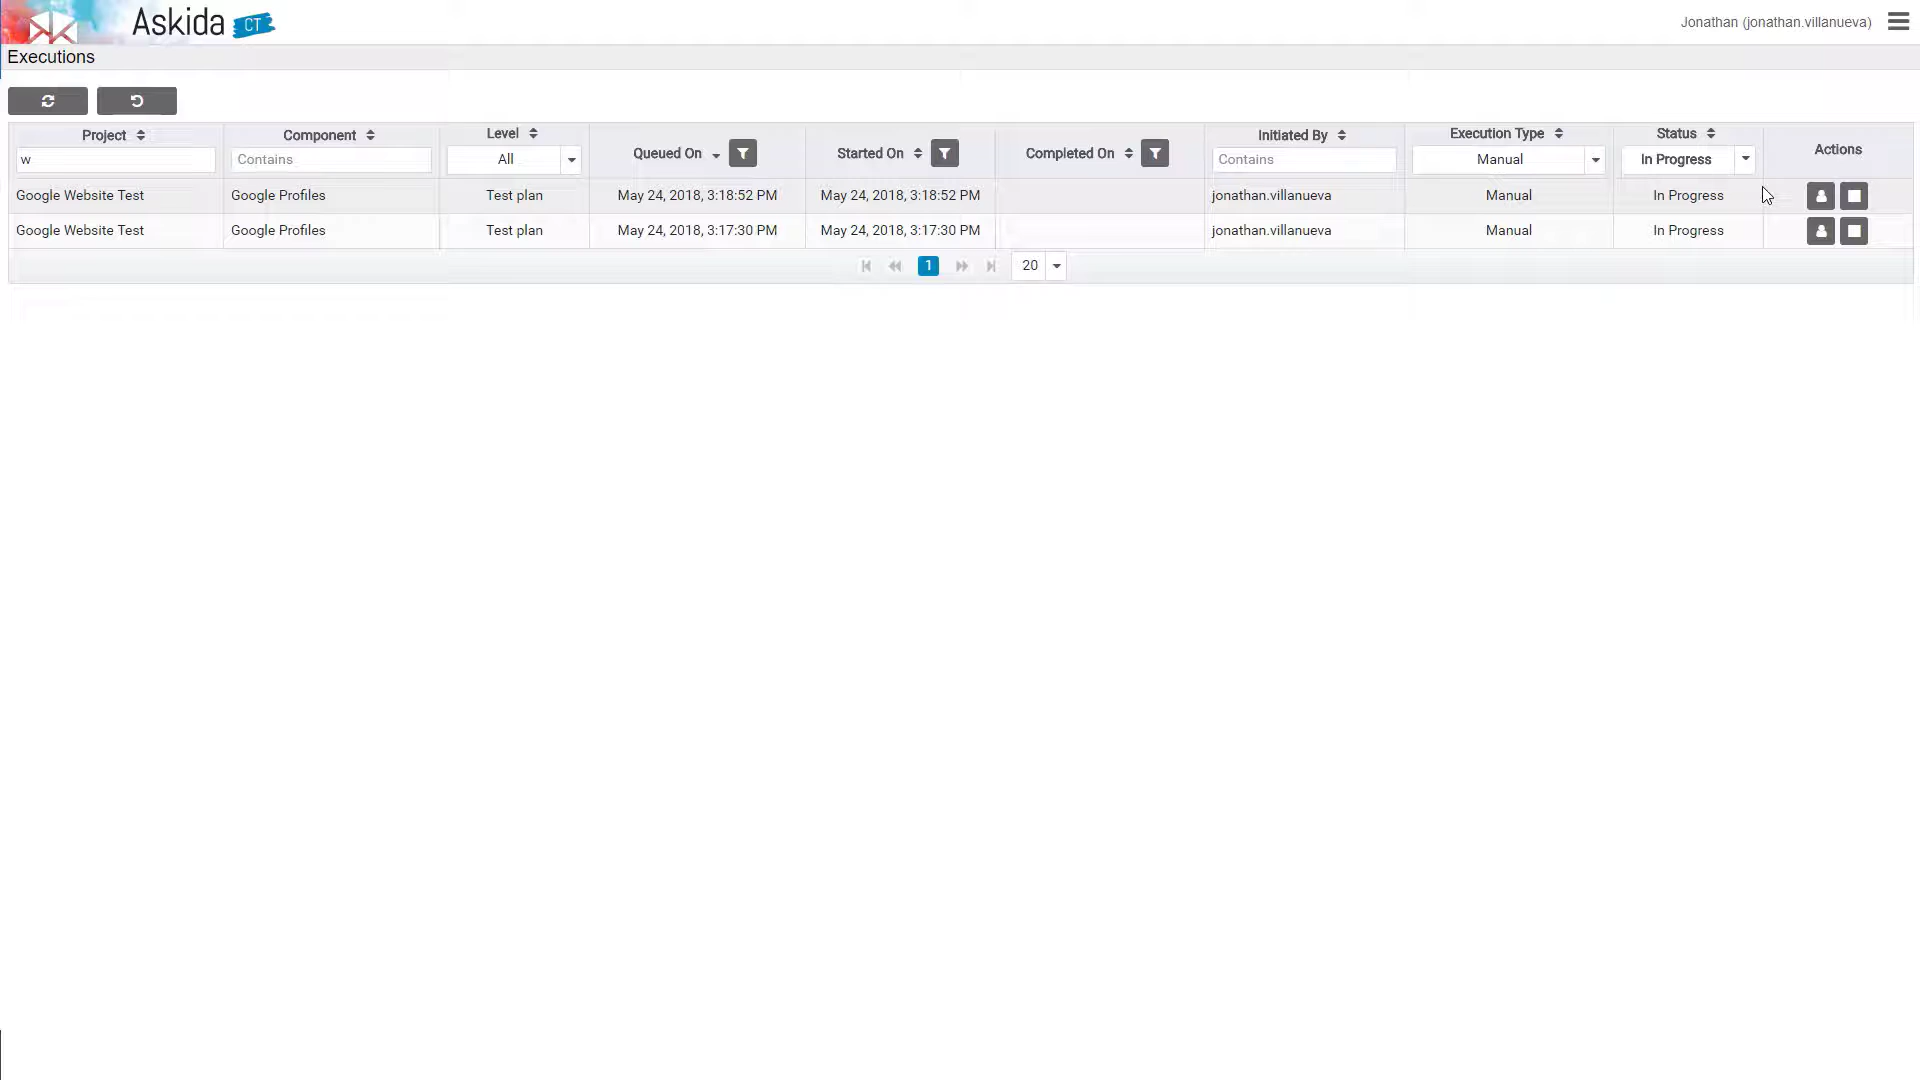 Askida CT
Jonathan (jonathan.villanueva)
Executions
Project Component Level Queued On Started On Completed On Initiated By Execution Type Status Actions
w Contains All Contains Manual In Progress
Google Website Test Google Profiles Test plan May 24, 2018, 3:18:52 PM May 24, 2018, 3:18:52 PM jonathan.villanueva Manual In Progress
Google Website Test Google Profiles Test plan May 24, 2018, 3:17:30 PM May 24, 2018, 3:17:30 PM jonathan.villanueva Manual In Progress
1 20